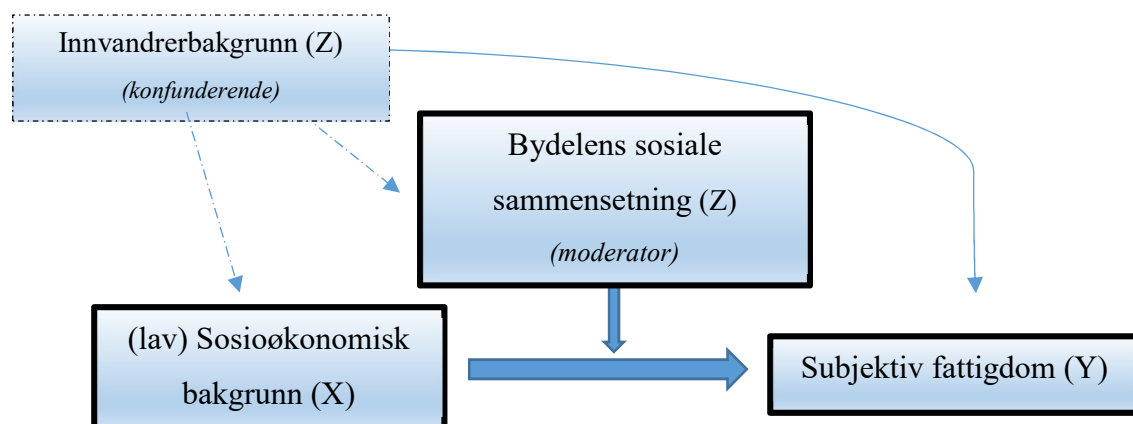 Innvandrerbakgrunn (Z)
(konfunderende)
Bydelens sosiale
sammensetning (Z)
(moderator)
(lav) Sosioøkonomisk
bakgrunn (X)
Subjektiv fattigdom (Y)